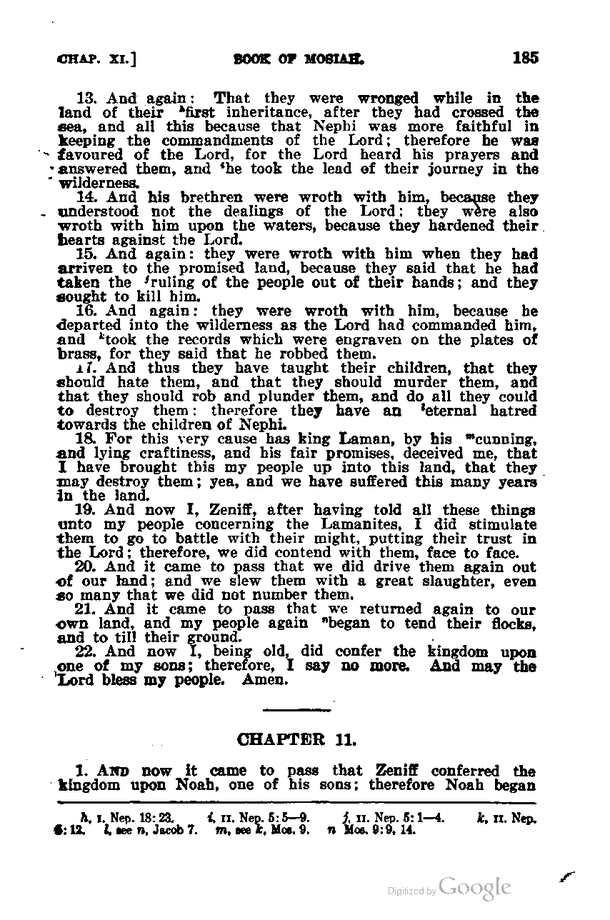 CHAP. XI.] BOOK OF MOSIAH. 185
13. And again: That they were wronged while in the
land of their hfirst inheritance, after they had crossed the
sea, and all this because that Nephi was more faithful in
keeping the commandments of the Lord; therefore he was
favoured of the Lord, for the Lord heard his prayers and
answered them, and ihe took the lead of their journey in the
wilderness.
14. And his brethren were wroth with him, because they
understood not the dealings of the Lord; they were also
wroth with him upon the waters, because they hardened their
hearts against the Lord.
15. And again: they were wroth with him when they had
arriven to the promised land, because they said that he had
taken the jruling of the people out of their hands; and they
sought to kill him.
16. And again: they were wroth with him, because he
departed into the wilderness as the Lord had commanded him,
and ktook the records which were engraven on the plates of
brass, for they said that he robbed them.
17. And thus they have taught their children, that they
should hate them, and that they should murder them, and
that they should rob and plunder them, and do all they could
to destroy them: therefore they have an leternal hatred
towards the children of Nephi.
18. For this very cause has king Laman, by his mcunning,
and lying craftiness, and his fair promises, deceived me, that
I have brought this my people up into this land, that they
may destroy them; yea, and we have suffered this many years
in the land.
19. And now I, Zeniff, after having told all these things
unto my people concerning the Lamanites, I did stimulate
them to go to battle with their might, putting their trust in
the Lord; therefore, we did contend with them, face to face.
20. And it came to pass that we did drive them again out
of our land; and we slew them with a great slaughter, even
so many that we did not number them.
21. And it came to pass that we returned again to our
own land, and my people again nbegan to tend their flocks,
and to till their ground.
22. And now I, being old, did confer the kingdom upon
one of my sons; therefore, I say no more. And may the
Lord bless my people. Amen.
CHAPTER 11.
1. AND now it came to pass that Zeniff conferred the
kingdom upon Noah, one of his sons; therefore Noah began
h, I. Nep. 18:23. i, II. Nep. 5:5—9. j, II. Nep. 5:1—4. k, II. Nep.
5:12. l, see n, Jacob 7. m, see k, Mos. 9. n Mos. 9:9, 14.
Digitized by Google